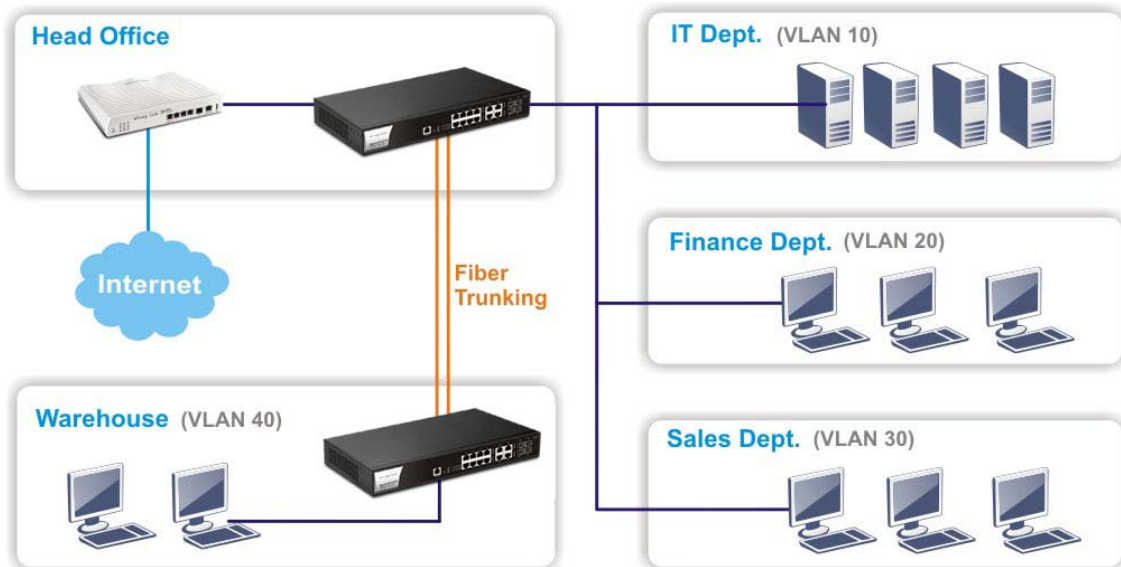 Head Office
IT Dept. (VLAN 10)
Internet
Fiber
Trunking
Finance Dept. (VLAN 20)
Warehouse (VLAN 40)
Sales Dept. (VLAN 30)